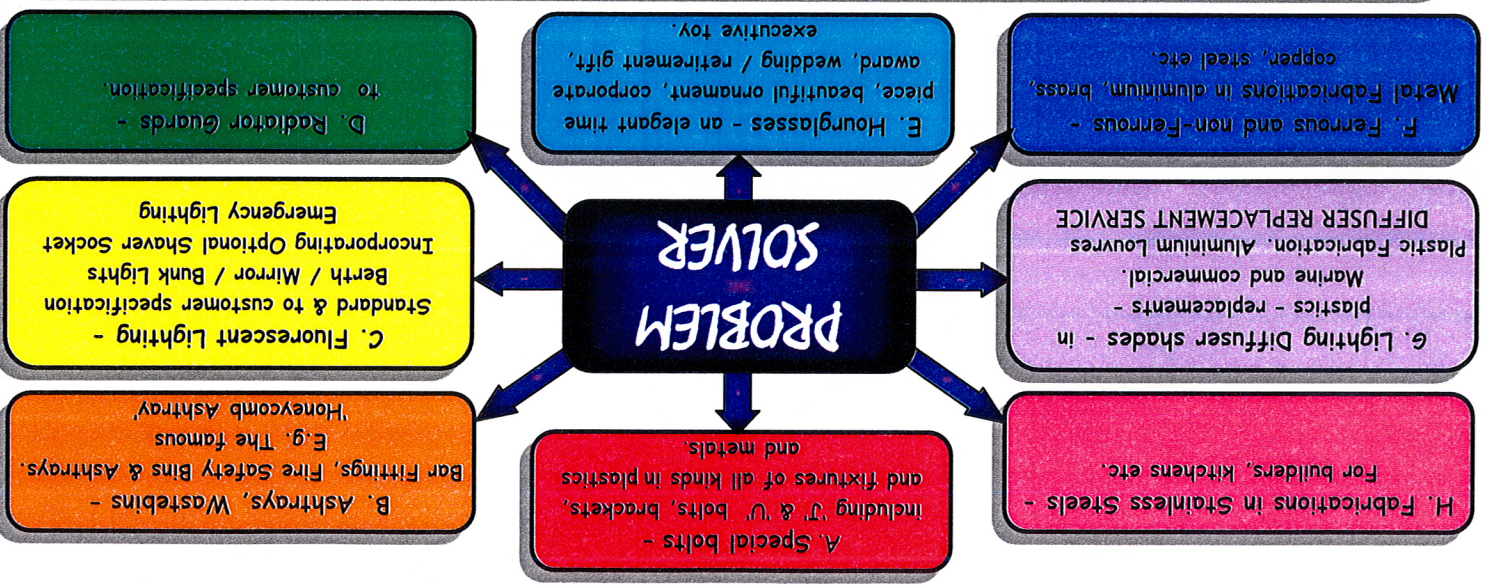 PROBLEM
SOLVER
A. Special bolts -
including 'J' & 'U' bolts, brackets,
and fixtures of all kinds in plastics
and metals.
B. Ashtrays, Wastebins -
Bar Fittings, Fire Safety Bins & Ashtrays.
E.g. The famous
'Honeycomb Ashtray'
C. Fluorescent Lighting -
Standard & to customer specification
Berth / Mirror / Bunk Lights
Incorporating Optional Shaver Socket
Emergency Lighting
D. Radiator Guards -
to customer specification.
E. Hourglasses - an elegant time
piece, beautiful ornament, corporate
award, wedding / retirement gift,
executive toy.
F. Ferrous and non-Ferrous -
Metal Fabrications in aluminium, brass,
copper, steel etc.
G. Lighting Diffuser shades - in
plastics - replacements -
Marine and commercial.
Plastic Fabrication. Aluminium Louvres
DIFFUSER REPLACEMENT SERVICE
H. Fabrications in Stainless Steels -
For builders, kitchens etc.